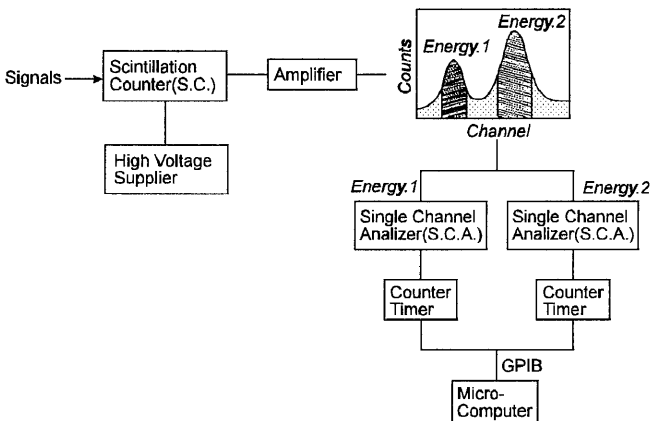 Signals
Scintillation
Counter(S.C.)
Amplifier
High Voltage
Supplier
Counts
Energy.1
Energy.2
Channel
Energy.1
Energy.2
Single Channel
Analizer(S.C.A.)
Single Channel
Analizer(S.C.A.)
Counter
Timer
Counter
Timer
GPIB
Micro-
Computer